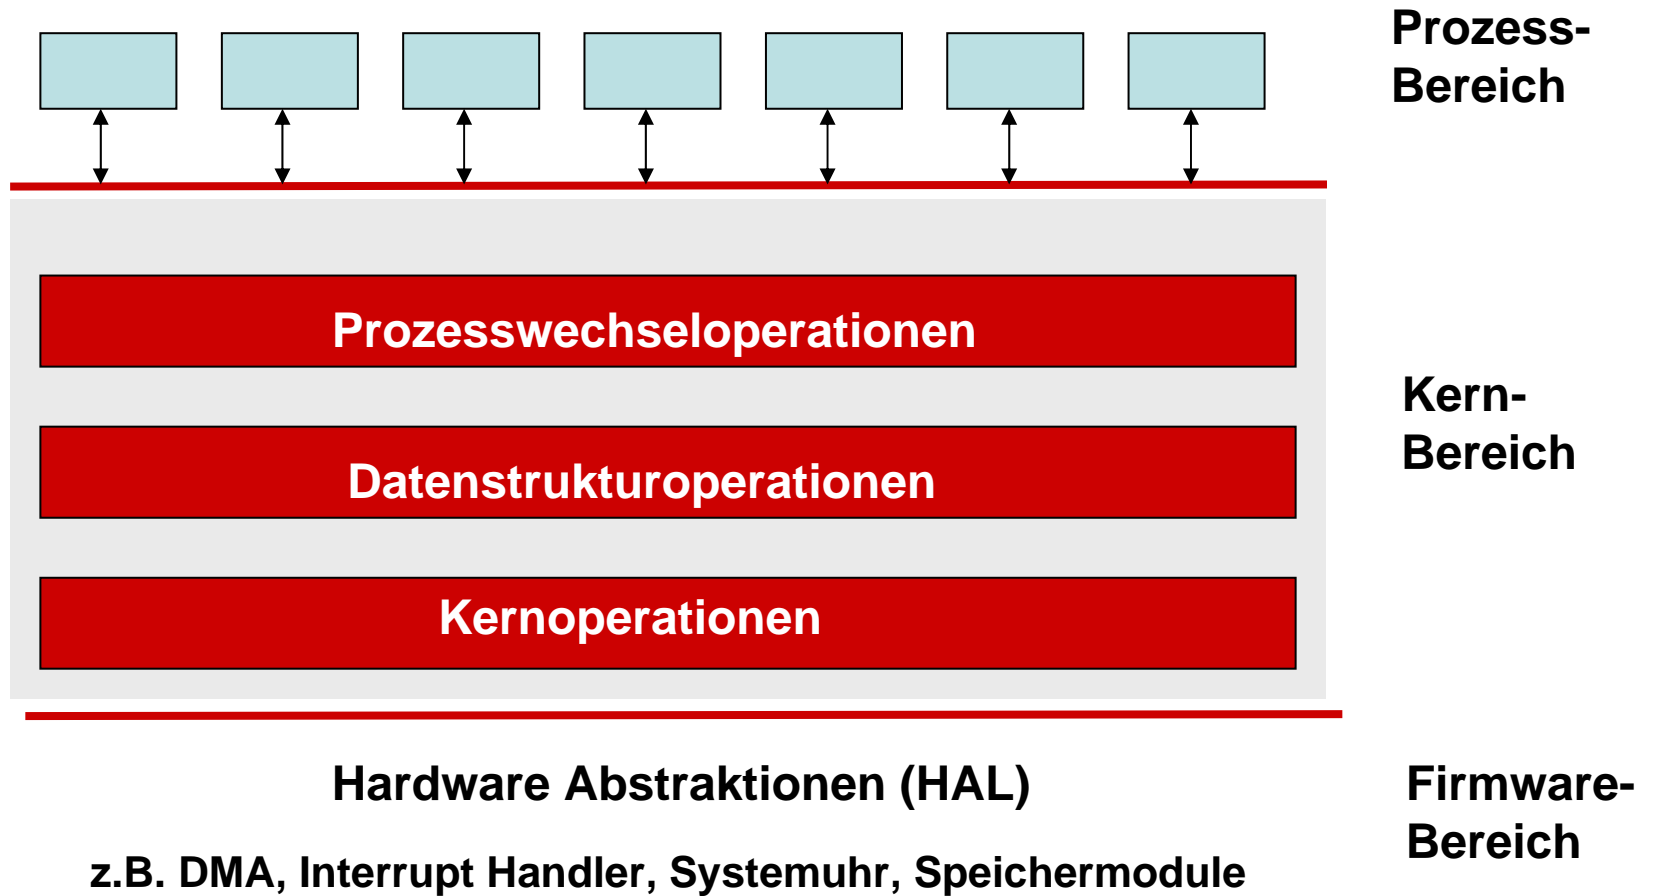 Prozess-
Bereich
Prozesswechseloperationen
Datenstrukturoperationen
Kern-
Bereich
Kernoperationen
Hardware Abstraktionen (HAL)
z.B. DMA, Interrupt Handler, Systemuhr, Speichermodule
Firmware-
Bereich